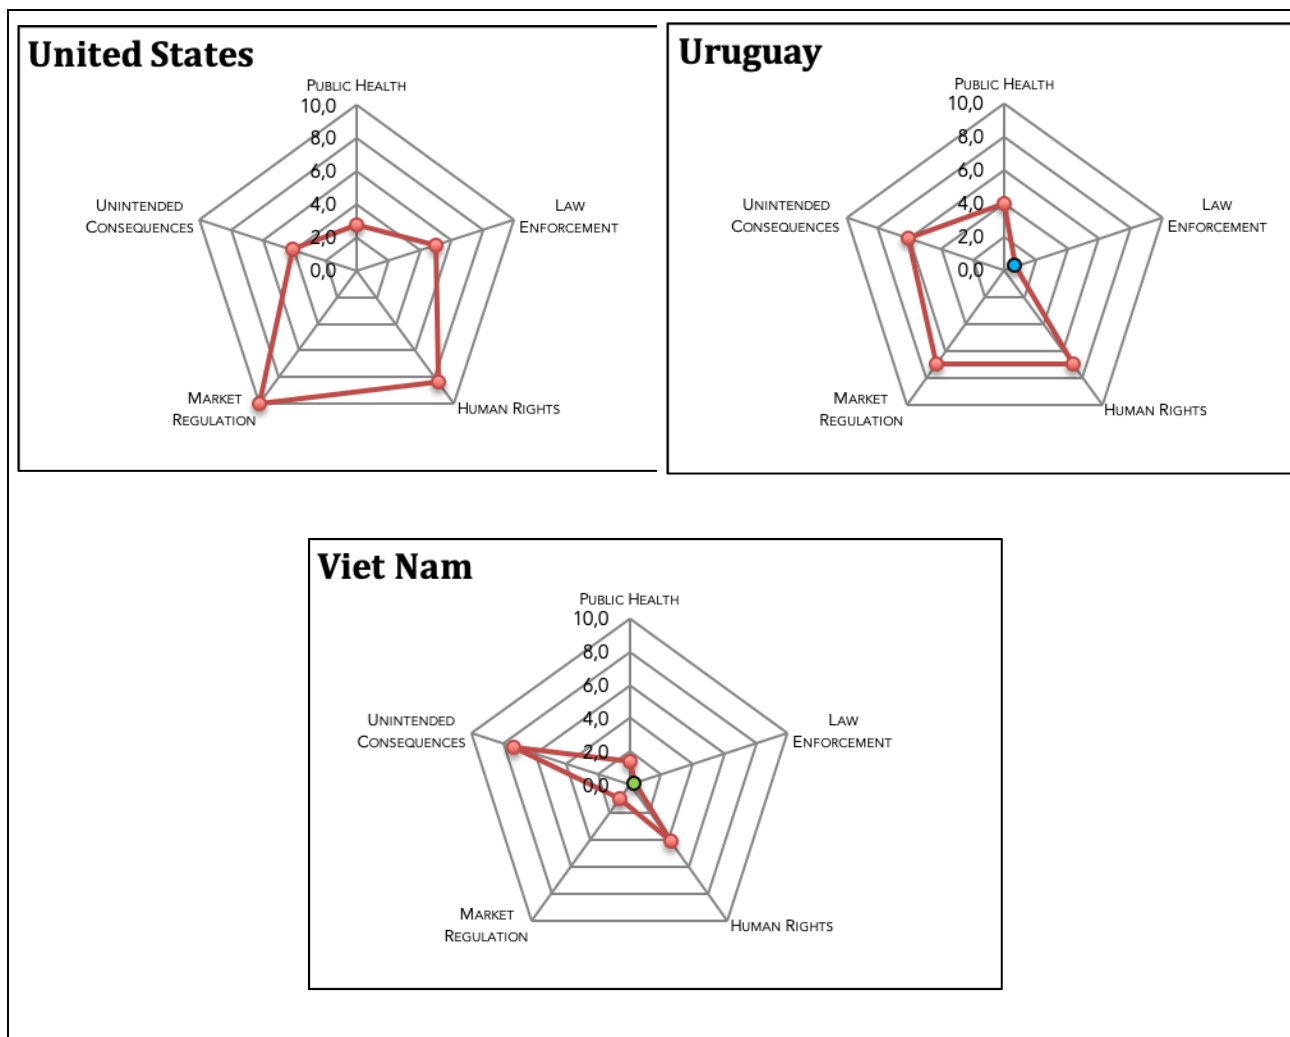 United States
PUBLIC HEALTH
10,0
8,0
6,0
4,0
2,0
0,0
UNINTENDED
CONSEQUENCES
LAW
ENFORCEMENT
MARKET
REGULATION
HUMAN RIGHTS
Uruguay
PUBLIC HEALTH
10,0
8,0
6,0
4,0
2,0
0,0
UNINTENDED
CONSEQUENCES
LAW
ENFORCEMENT
MARKET
REGULATION
HUMAN RIGHTS
Viet Nam
PUBLIC HEALTH
10,0
8,0
6,0
4,0
2,0
0,0
UNINTENDED
CONSEQUENCES
LAW
ENFORCEMENT
MARKET
REGULATION
HUMAN RIGHTS